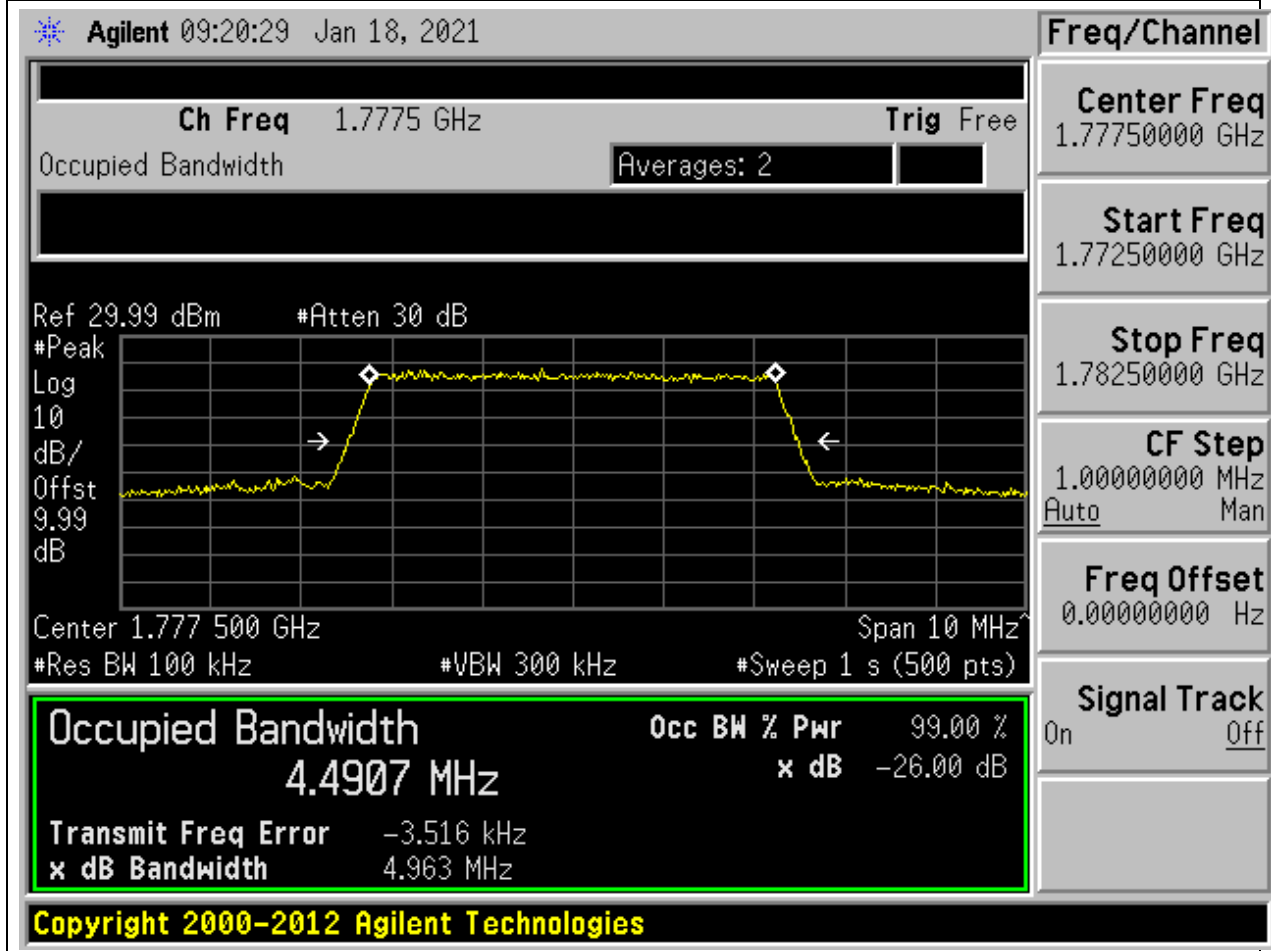 Agilent 09:20:29 Jan 18, 2021
Freq/Channel
Ch Freq 1.7775 GHz Trig Free
Occupied Bandwidth Averages: 2
Ref 29.99 dBm #Atten 30 dB
#Peak
Log
10
dB/
Offst
9.99
dB
Center 1.777 500 GHz Span 10 MHz^
#Res BW 100 kHz #VBW 300 kHz #Sweep 1 s (500 pts)
Occupied Bandwidth Occ BW % Pwr 99.00 %
4.4907 MHz x dB -26.00 dB
Transmit Freq Error -3.516 kHz
x dB Bandwidth 4.963 MHz
Center Freq
1.77750000 GHz
Start Freq
1.77250000 GHz
Stop Freq
1.78250000 GHz
CF Step
1.00000000 MHz
Auto Man
Freq Offset
0.00000000 Hz
Signal Track
On Off
Copyright 2000-2012 Agilent Technologies